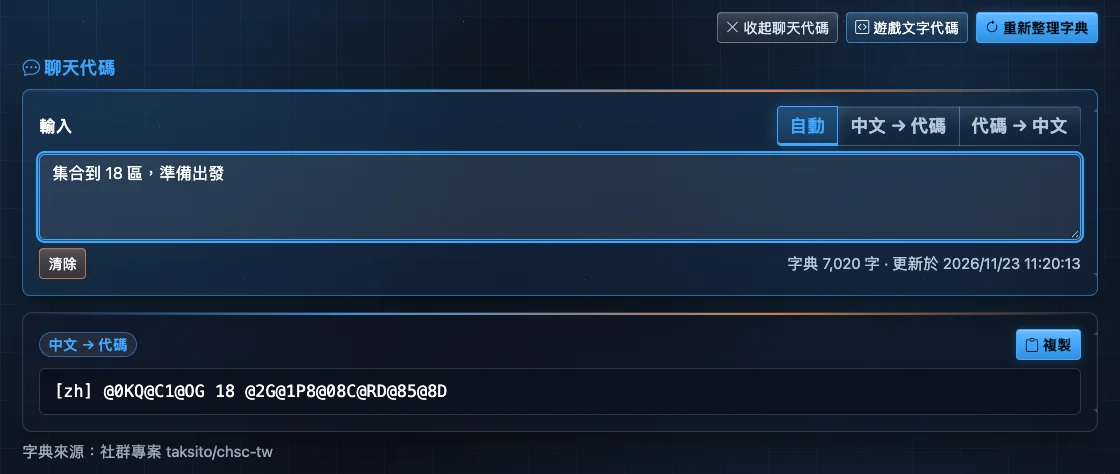 收起聊天代碼 遊戲文字代碼 重新整理字典
聊天代碼
輸入 自動 中文 → 代碼 代碼 → 中文
集合到 18 區，準備出發
清除 字典 7,020 字 · 更新於 2026/11/23 11:20:13
中文 → 代碼 複製
[zh] @0KQ@C1@OG 18 @2G@1P8@08C@RD@85@8D
字典來源：社群專案 taksito/chsc-tw